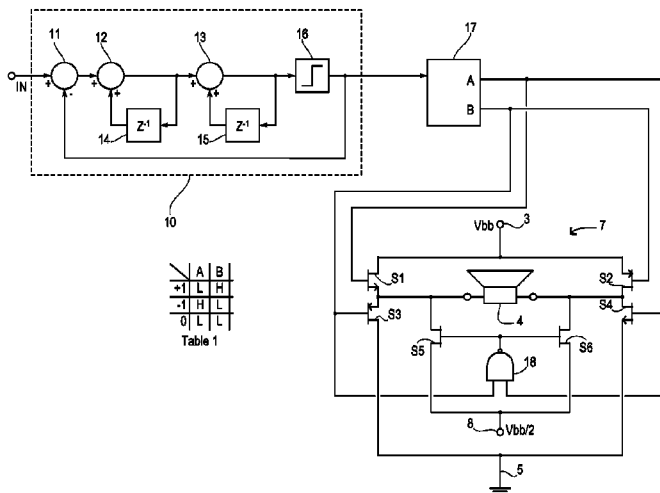 11 12 13 16 17
IN + - + + + +
A
B
Z⁻¹ Z⁻¹
14 15
10
Vbb 3 7
A B
+1 L H
-1 H L
0 L L
Table 1
S1 S2
S3 4 S4
S5 S6
18
8 Vbb/2
5